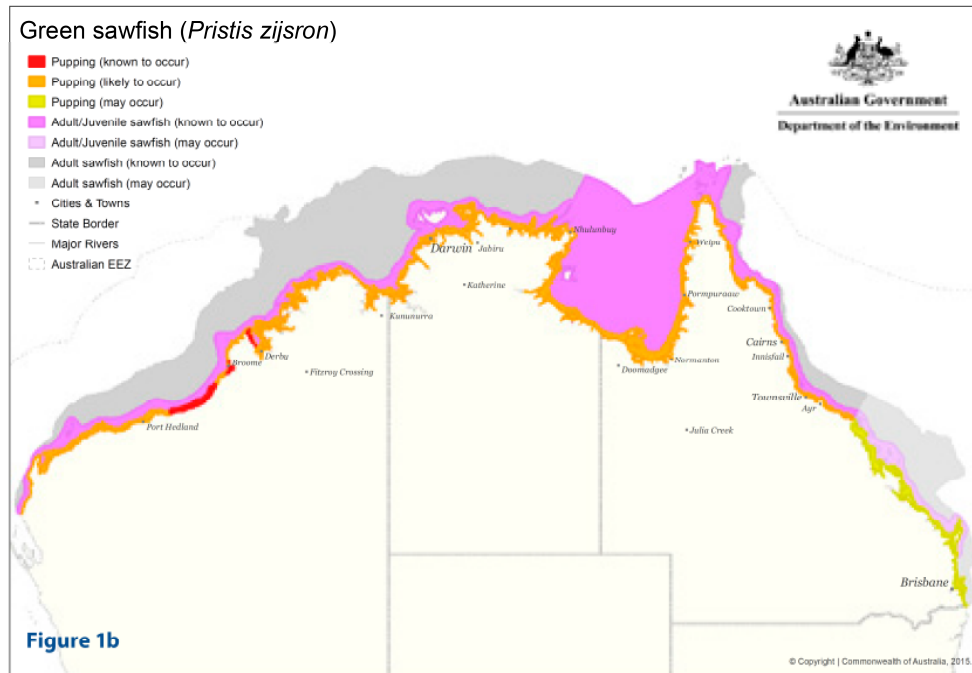 Green sawfish (Pristis zijsron)
Pupping (known to occur)
Pupping (likely to occur)
Pupping (may occur)
Adult/Juvenile sawfish (known to occur)
Adult/Juvenile sawfish (may occur)
Adult sawfish (known to occur)
Adult sawfish (may occur)
Cities & Towns
State Border
Major Rivers
Australian EEZ
Australian Government
Department of the Environment
Nhulunbuy
Darwin
Jabiru
Weipa
Katherine
Pormpuraaw
Kununurra
Cooktown
Cairns
Derby
Innisfail
Broome
Normanton
Doomadgee
Fitzroy Crossing
Townsville
Ayr
Port Hedland
Julia Creek
Brisbane
Figure 1b
© Copyright | Commonwealth of Australia, 2015.